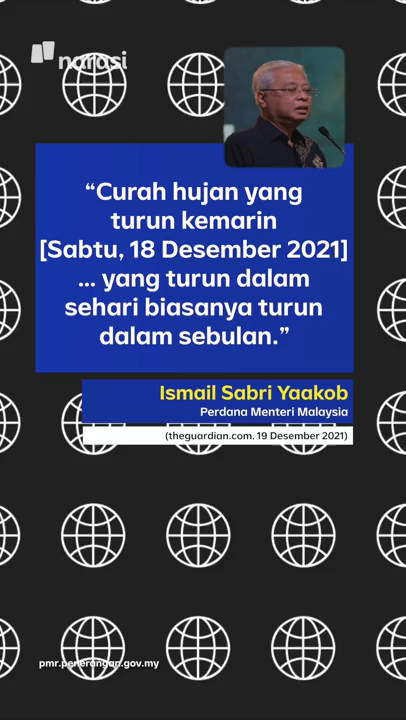 narasi
“Curah hujan yang
turun kemarin
[Sabtu, 18 Desember 2021]
... yang turun dalam
sehari biasanya turun
dalam sebulan.”
Ismail Sabri Yaakob
Perdana Menteri Malaysia
(theguardian.com, 19 Desember 2021)
pmr.penerangan.gov.my